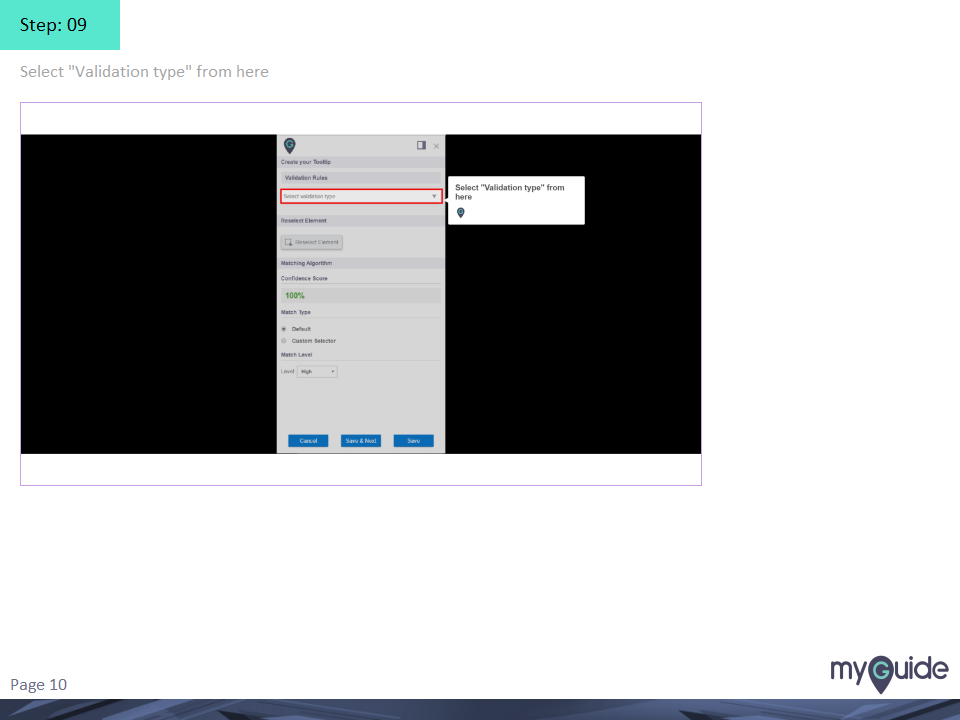 Step: 09
Select "Validation type" from here
Create your Tooltip
Validation Rules
Select validation type
Select "Validation type" from
here
Reselect Element
Reselect Element
Matching Algorithm
Confidence Score
100%
Match Type
Default
Custom Selector
Match Level
Level High
Cancel Save & Next Save
myGuide
Page 10